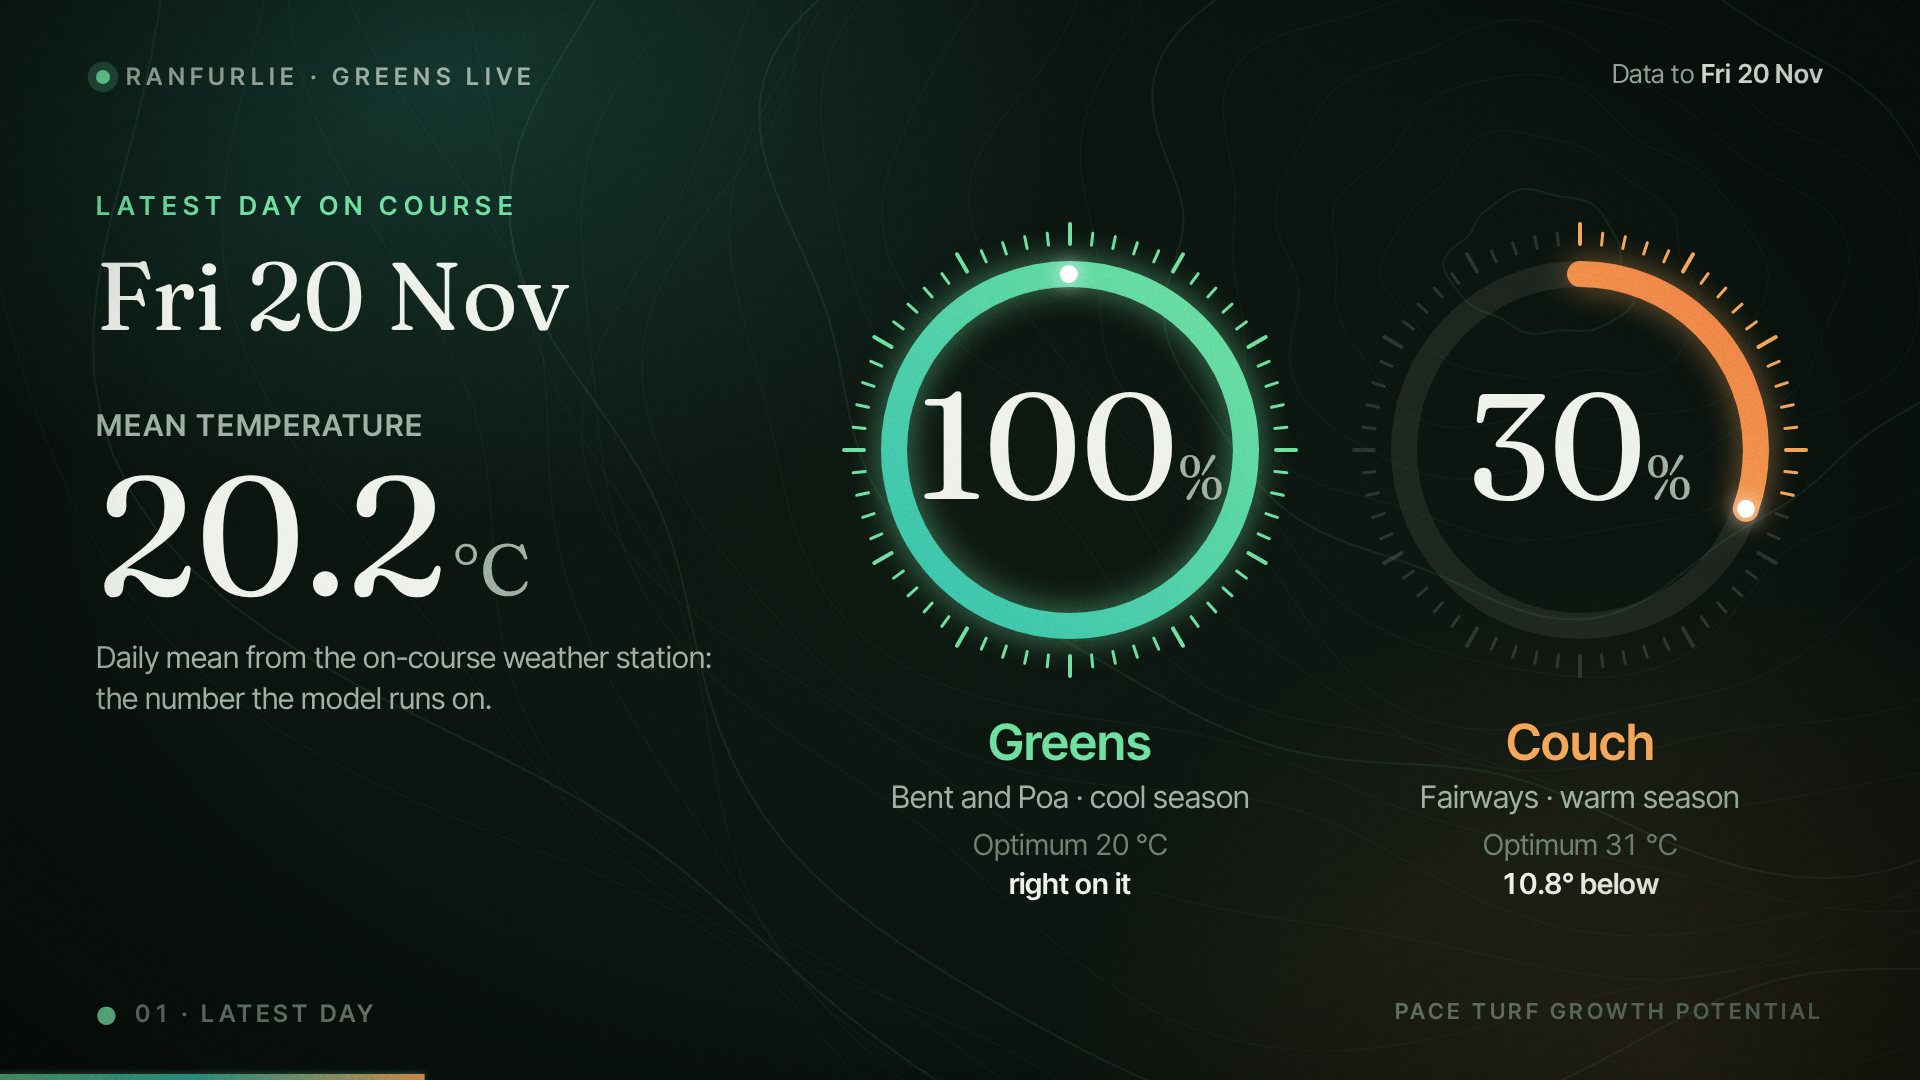 RANFURLIE · GREENS LIVE
Data to Fri 20 Nov
LATEST DAY ON COURSE
Fri 20 Nov
MEAN TEMPERATURE
20.2 °C
Daily mean from the on-course weather station:
the number the model runs on.
100%
Greens
Bent and Poa · cool season
Optimum 20 °C
right on it
30%
Couch
Fairways · warm season
Optimum 31 °C
10.8° below
01 · LATEST DAY
PACE TURF GROWTH POTENTIAL